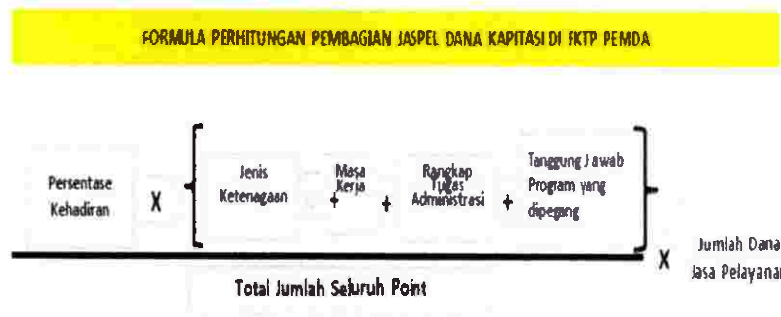 FORMULA PERHITUNGAN PEMBAGIAN JASPEL DANA KAPITASI DI FKTP PEMDA
Persentase
Kehadiran
X
{
Jenis
Ketenagaan
+
Masa
Kerja
+
Rangkap
Tugas
Administrasi
+
Tanggung Jawab
Program yang
dipegang
}
Total Jumlah Seluruh Point
X
Jumlah Dana
Jasa Pelayanan